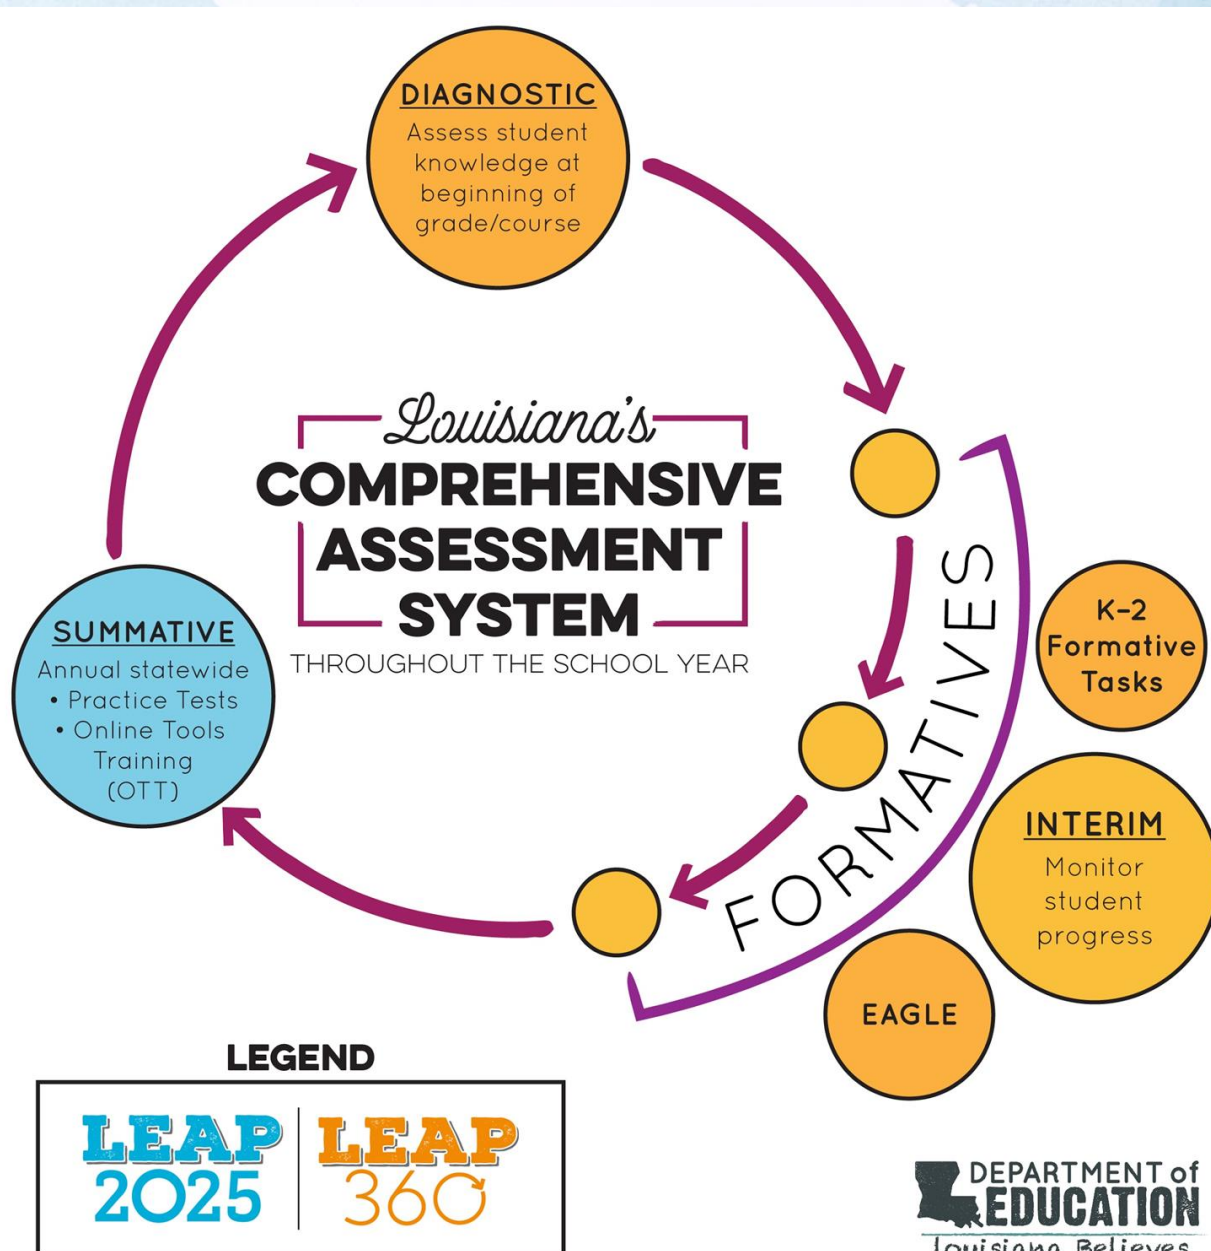 DIAGNOSTIC
Assess student
knowledge at
beginning of
grade/course
Louisiana's
COMPREHENSIVE
ASSESSMENT
SYSTEM
THROUGHOUT THE SCHOOL YEAR
SUMMATIVE
Annual statewide
• Practice Tests
• Online Tools
Training
(OTT)
FORMATIVES
K-2
Formative
Tasks
INTERIM
Monitor
student
progress
EAGLE
LEGEND
LEAP
2025
LEAP
360
DEPARTMENT of
EDUCATION
Louisiana Believes